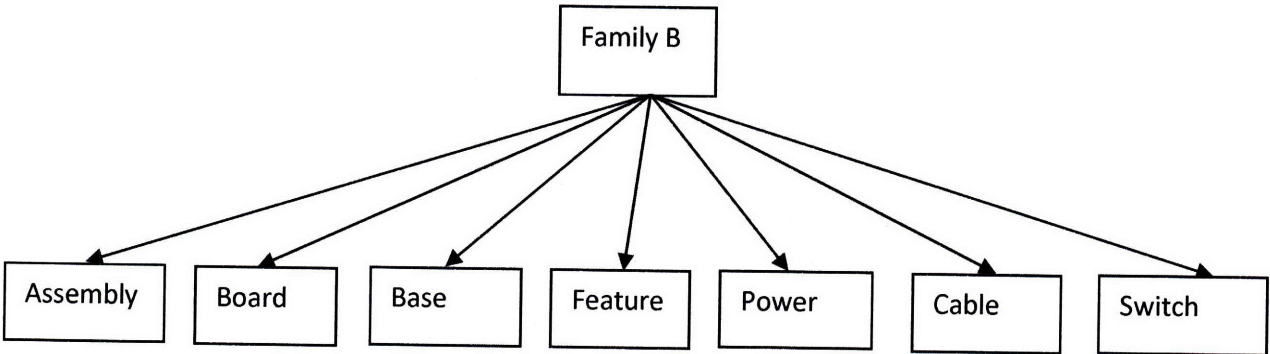 Family B
Assembly
Board
Base
Feature
Power
Cable
Switch